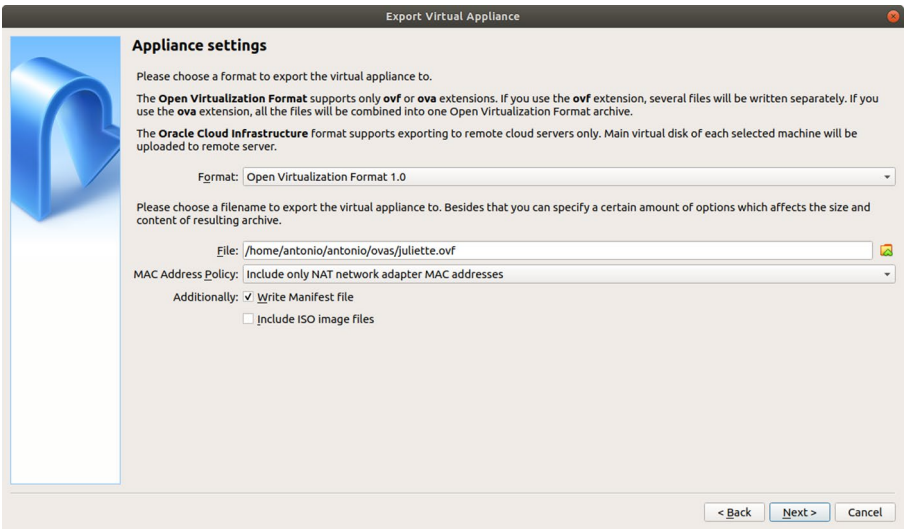 Export Virtual Appliance
Appliance settings
Please choose a format to export the virtual appliance to.
The Open Virtualization Format supports only ovf or ova extensions. If you use the ovf extension, several files will be written separately. If you
use the ova extension, all the files will be combined into one Open Virtualization Format archive.
The Oracle Cloud Infrastructure format supports exporting to remote cloud servers only. Main virtual disk of each selected machine will be
uploaded to remote server.
Format: Open Virtualization Format 1.0
Please choose a filename to export the virtual appliance to. Besides that you can specify a certain amount of options which affects the size and
content of resulting archive.
File: /home/antonio/antonio/ovas/juliette.ovf
MAC Address Policy: Include only NAT network adapter MAC addresses
Additionally: Write Manifest file
Include ISO image files
< Back Next > Cancel